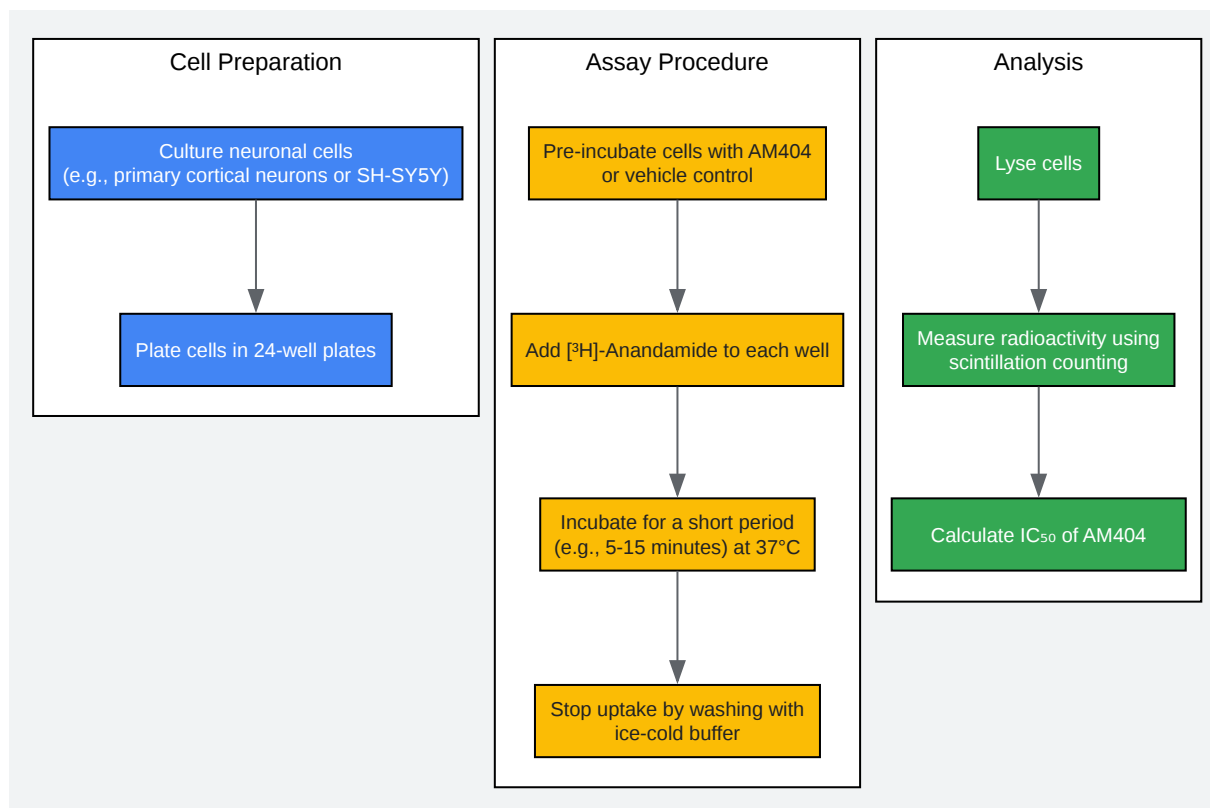 Cell Preparation
Culture neuronal cells
(e.g., primary cortical neurons or SH-SY5Y)
Plate cells in 24-well plates
Assay Procedure
Pre-incubate cells with AM404
or vehicle control
Add [³H]-Anandamide to each well
Incubate for a short period
(e.g., 5-15 minutes) at 37°C
Stop uptake by washing with
ice-cold buffer
Analysis
Lyse cells
Measure radioactivity using
scintillation counting
Calculate IC₅₀ of AM404